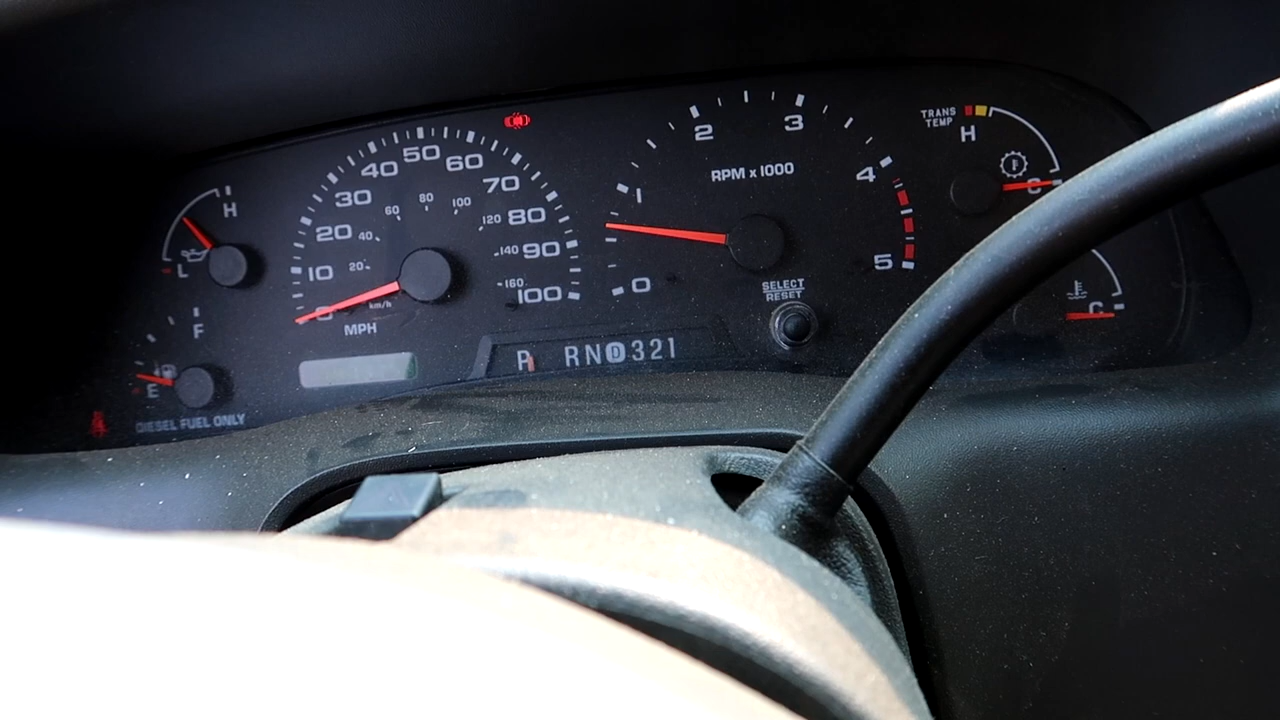 H
L
F
E
DIESEL FUEL ONLY
0 10 20 30 40 50 60 70 80 90 100
20 40 60 80 100 120 140 160
km/h
MPH
0 1 2 3 4 5
RPM x 1000
SELECT
RESET
P R N D 3 2 1
TRANS
TEMP
H
C
C